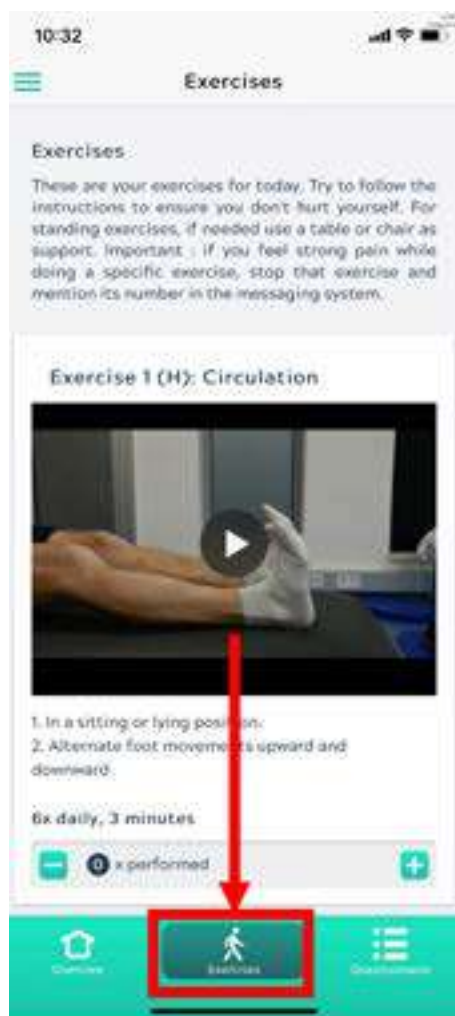 10:32
Exercises
Exercises
These are your exercises for today. Try to follow the
instructions to ensure you don't hurt yourself. For
standing exercises, if needed use a table or chair as
support. Important : if you feel strong pain while
doing a specific exercise, stop that exercise and
mention its number in the messaging system.
Exercise 1 (H): Circulation
1. In a sitting or lying position.
2. Alternate foot movements upward and
downward
6x daily, 3 minutes
0 x performed
Overview Exercises Questionnaire